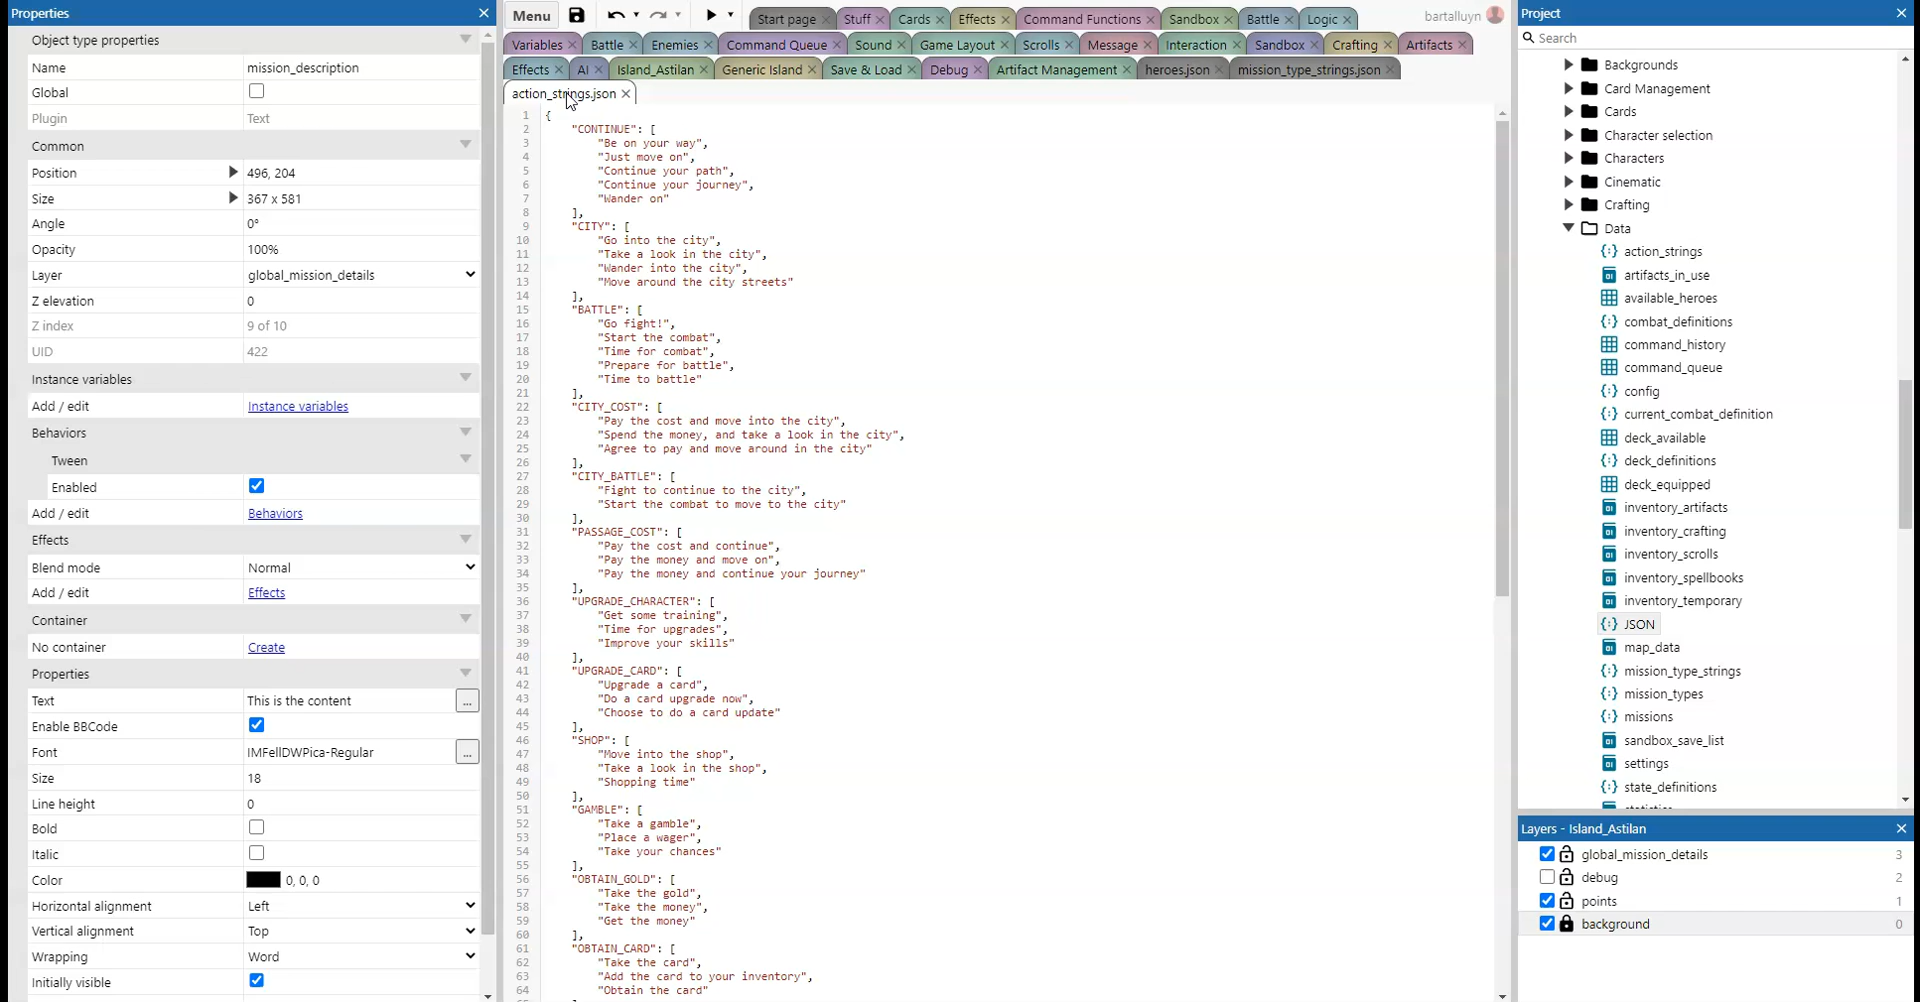 Properties
Object type properties
Name mission_description
Global
Plugin Text
Common
Position 496, 204
Size 367 x 581
Angle 0°
Opacity 100%
Layer global_mission_details
Z elevation 0
Z index 9 of 10
UID 422
Instance variables
Add / edit Instance variables
Behaviors
Tween
Enabled
Add / edit Behaviors
Effects
Blend mode Normal
Add / edit Effects
Container
No container Create
Properties
Text This is the content ...
Enable BBCode
Font IMFellDWPica-Regular ...
Size 18
Line height 0
Bold
Italic
Color 0, 0, 0
Horizontal alignment Left
Vertical alignment Top
Wrapping Word
Initially visible
Menu Start page Stuff Cards Effects Command Functions Sandbox Battle Logic bartalluyn
Variables Battle Enemies Command Queue Sound Game Layout Scrolls Message Interaction Sandbox Crafting Artifacts
Effects AI Island_Astilan Generic Island Save & Load Debug Artifact Management heroes.json mission_type_strings.json
action_strings.json
1 {
2 "CONTINUE": [
3 "Be on your way",
4 "Just move on",
5 "Continue your path",
6 "Continue your journey",
7 "Wander on"
8 ],
9 "CITY": [
10 "Go into the city",
11 "Take a look in the city",
12 "Wander into the city",
13 "Move around the city streets"
14 ],
15 "BATTLE": [
16 "Go fight!",
17 "Start the combat",
18 "Time for combat",
19 "Prepare for battle",
20 "Time to battle"
21 ],
22 "CITY_COST": [
23 "Pay the cost and move into the city",
24 "Spend the money, and take a look in the city",
25 "Agree to pay and move around in the city"
26 ],
27 "CITY_BATTLE": [
28 "Fight to continue to the city",
29 "Start the combat to move to the city"
30 ],
31 "PASSAGE_COST": [
32 "Pay the cost and continue",
33 "Pay the money and move on",
34 "Pay the money and continue your journey"
35 ],
36 "UPGRADE_CHARACTER": [
37 "Get some training",
38 "Time for upgrades",
39 "Improve your skills"
40 ],
41 "UPGRADE_CARD": [
42 "Upgrade a card",
43 "Do a card upgrade now",
44 "Choose to do a card update"
45 ],
46 "SHOP": [
47 "Move into the shop",
48 "Take a look in the shop",
49 "Shopping time"
50 ],
51 "GAMBLE": [
52 "Take a gamble",
53 "Place a wager",
54 "Take your chances"
55 ],
56 "OBTAIN_GOLD": [
57 "Take the gold",
58 "Take the money",
59 "Get the money"
60 ],
61 "OBTAIN_CARD": [
62 "Take the card",
63 "Add the card to your inventory",
64 "Obtain the card"
Project
Search
Backgrounds
Card Management
Cards
Character selection
Characters
Cinematic
Crafting
Data
action_strings
artifacts_in_use
available_heroes
combat_definitions
command_history
command_queue
config
current_combat_definition
deck_available
deck_definitions
deck_equipped
inventory_artifacts
inventory_crafting
inventory_scrolls
inventory_spellbooks
inventory_temporary
JSON
map_data
mission_type_strings
mission_types
missions
sandbox_save_list
settings
state_definitions
Layers - Island_Astilan
global_mission_details 3
debug 2
points 1
background 0